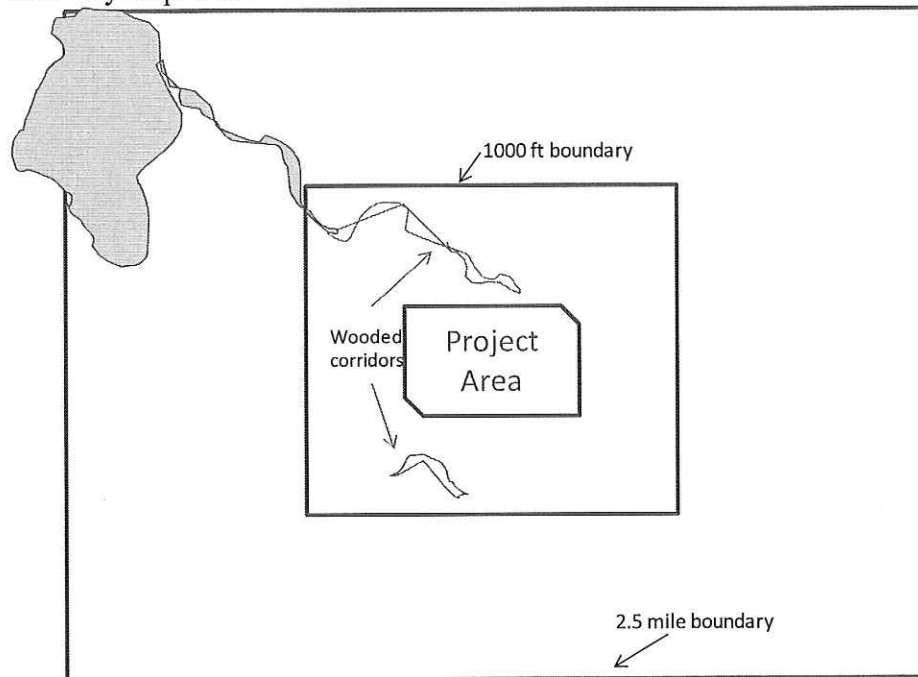 1000 ft boundary
Wooded
corridors
Project
Area
2.5 mile boundary